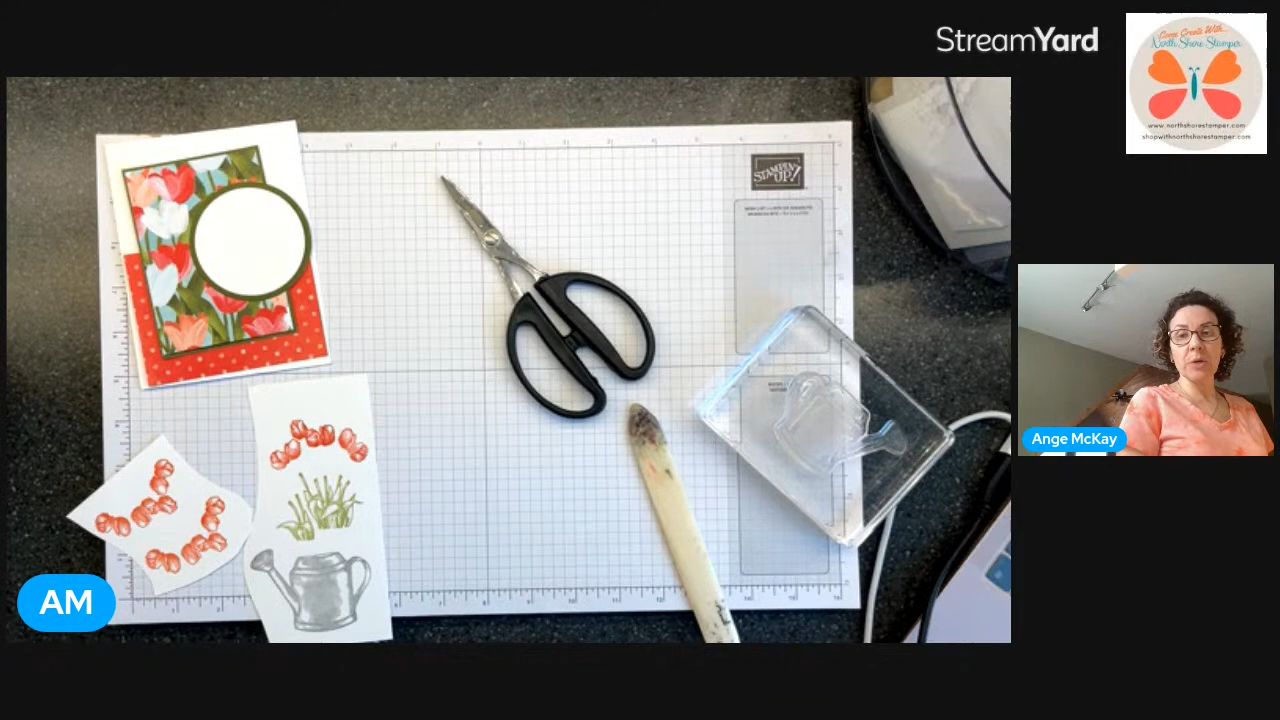 StreamYard
Come Create With...
North Shore Stamper
www.northshorestamper.com
shopwithnorthshorestamper.com
STAMPIN' UP!
Ange McKay
AM